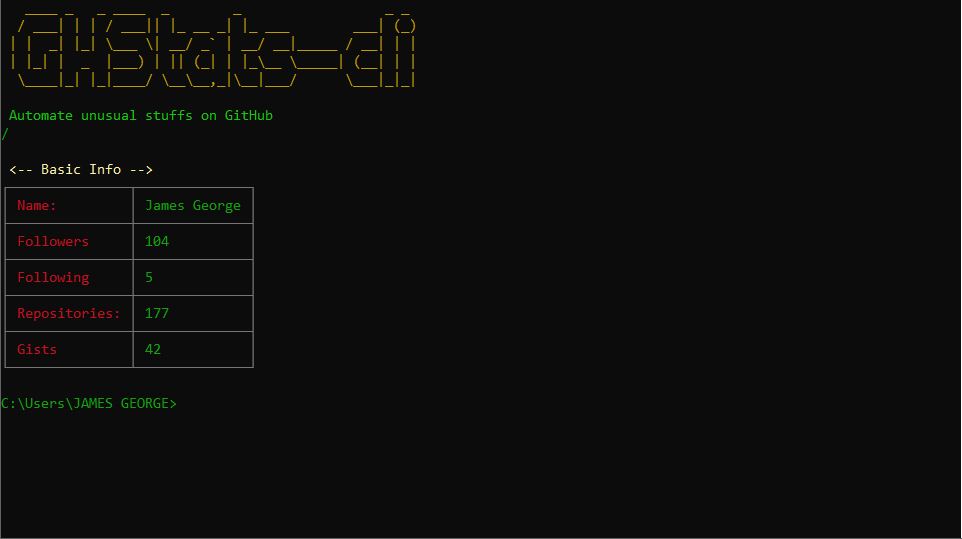 GHStats-cli
Automate unusual stuffs on GitHub
/
<-- Basic Info -->
Name: James George
Followers 104
Following 5
Repositories: 177
Gists 42
C:\Users\JAMES GEORGE>